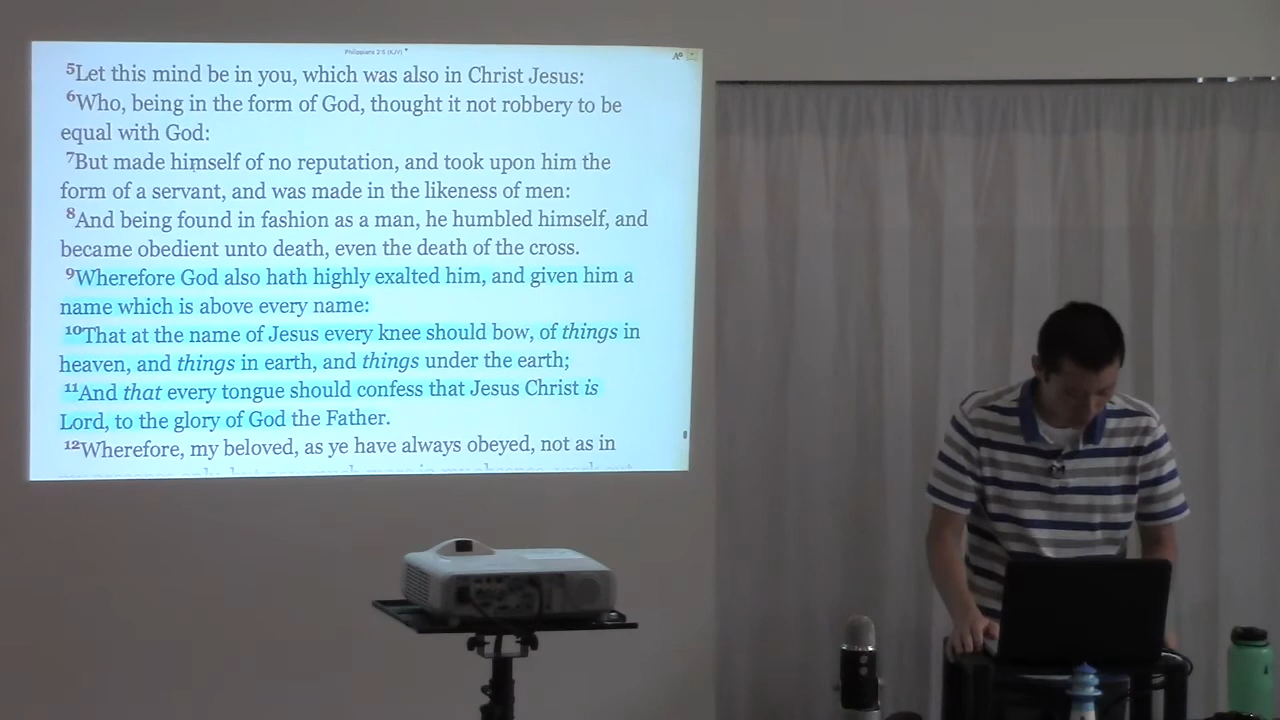 Philippians 2:5 (KJV)
5Let this mind be in you, which was also in Christ Jesus:
6Who, being in the form of God, thought it not robbery to be
equal with God:
7But made himself of no reputation, and took upon him the
form of a servant, and was made in the likeness of men:
8And being found in fashion as a man, he humbled himself, and
became obedient unto death, even the death of the cross.
9Wherefore God also hath highly exalted him, and given him a
name which is above every name:
10That at the name of Jesus every knee should bow, of things in
heaven, and things in earth, and things under the earth;
11And that every tongue should confess that Jesus Christ is
Lord, to the glory of God the Father.
12Wherefore, my beloved, as ye have always obeyed, not as in